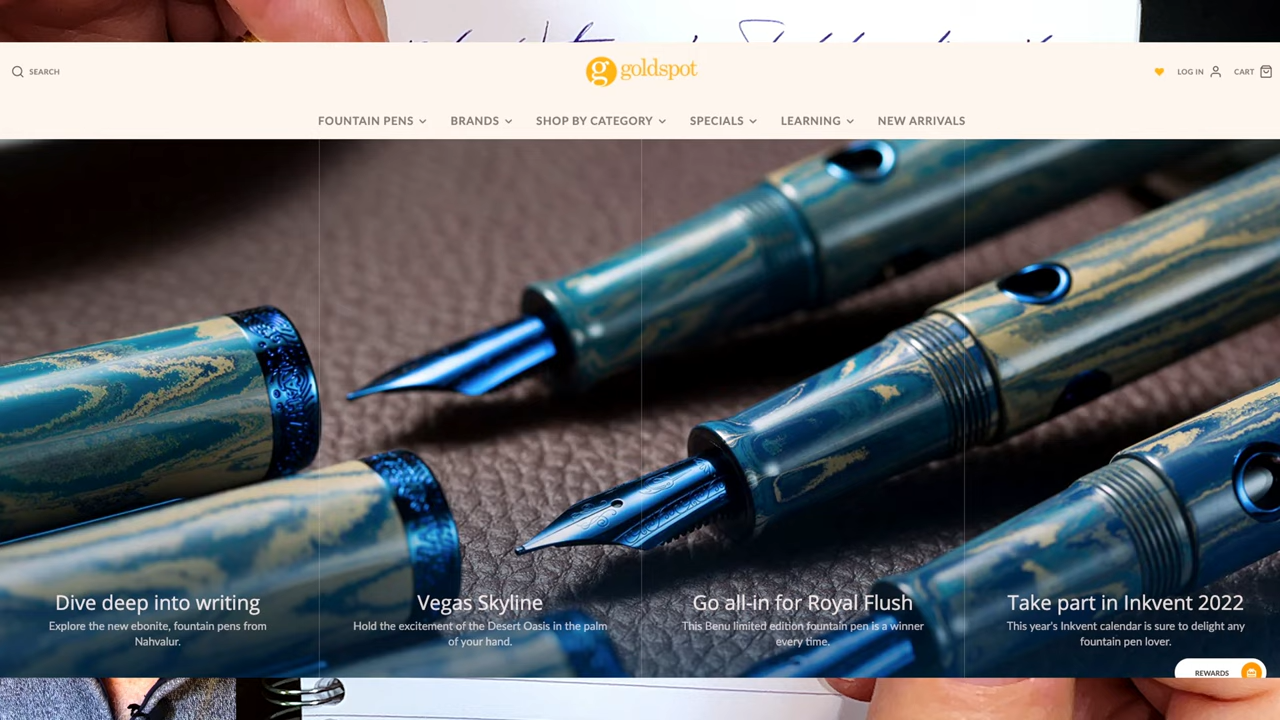 SEARCH
goldspot
LOG IN
CART
FOUNTAIN PENS
BRANDS
SHOP BY CATEGORY
SPECIALS
LEARNING
NEW ARRIVALS
Dive deep into writing
Explore the new ebonite, fountain pens from
Nahvalur.
Vegas Skyline
Hold the excitement of the Desert Oasis in the palm
of your hand.
Go all-in for Royal Flush
This Benu limited edition fountain pen is a winner
every time.
Take part in Inkvent 2022
This year's Inkvent calendar is sure to delight any
fountain pen lover.
REWARDS